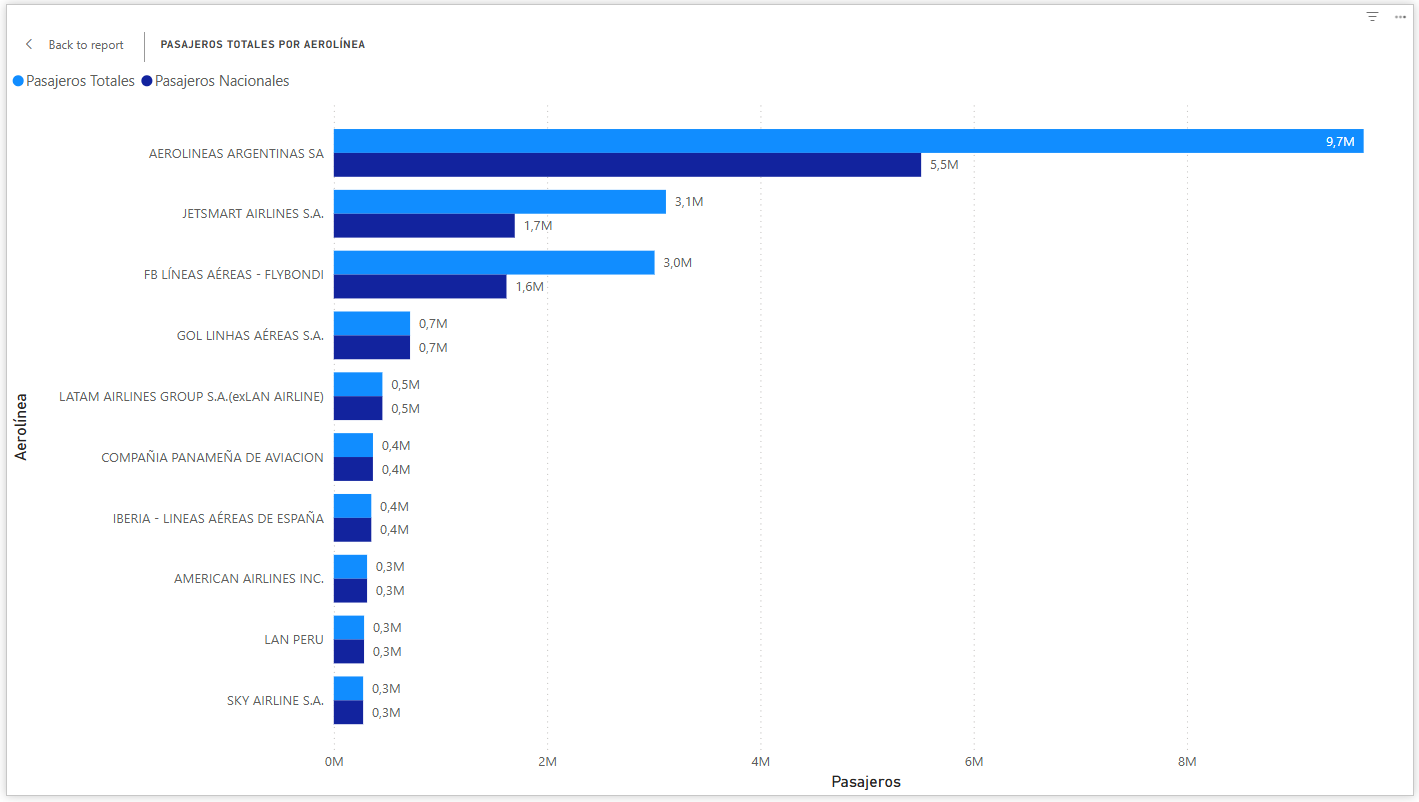 Back to report
PASAJEROS TOTALES POR AEROLÍNEA
Pasajeros Totales Pasajeros Nacionales
Aerolínea
AEROLINEAS ARGENTINAS SA
9,7M
5,5M
JETSMART AIRLINES S.A.
3,1M
1,7M
FB LÍNEAS AÉREAS - FLYBONDI
3,0M
1,6M
GOL LINHAS AÉREAS S.A.
0,7M
0,7M
LATAM AIRLINES GROUP S.A.(exLAN AIRLINE)
0,5M
0,5M
COMPAÑIA PANAMEÑA DE AVIACION
0,4M
0,4M
IBERIA - LINEAS AÉREAS DE ESPAÑA
0,4M
0,4M
AMERICAN AIRLINES INC.
0,3M
0,3M
LAN PERU
0,3M
0,3M
SKY AIRLINE S.A.
0,3M
0,3M
0M 2M 4M 6M 8M
Pasajeros